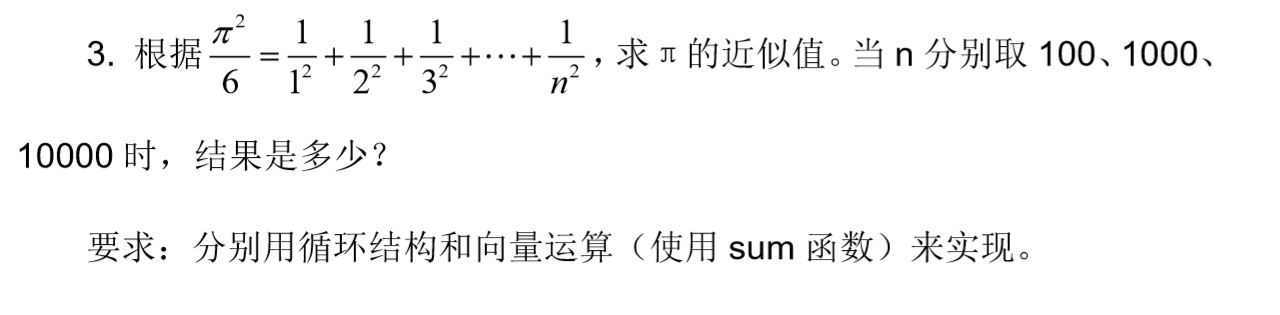 3. 根据 π²/6 = 1/1² + 1/2² + 1/3² + ⋯ + 1/n²，求 π 的近似值。当 n 分别取 100、1000、
10000 时，结果是多少？
要求：分别用循环结构和向量运算（使用 sum 函数）来实现。